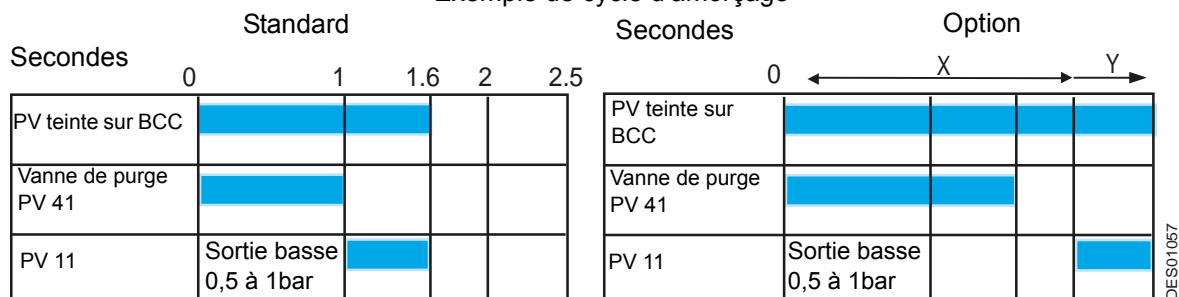 Exemple de cycle d'amorçage
Standard
Secondes
0 1 1.6 2 2.5
PV teinte sur BCC
Vanne de purge
PV 41
PV 11
Sortie basse
0,5 à 1bar
Secondes
Option
0 X Y
PV teinte sur
BCC
Vanne de purge
PV 41
PV 11
Sortie basse
0,5 à 1bar
DES01057